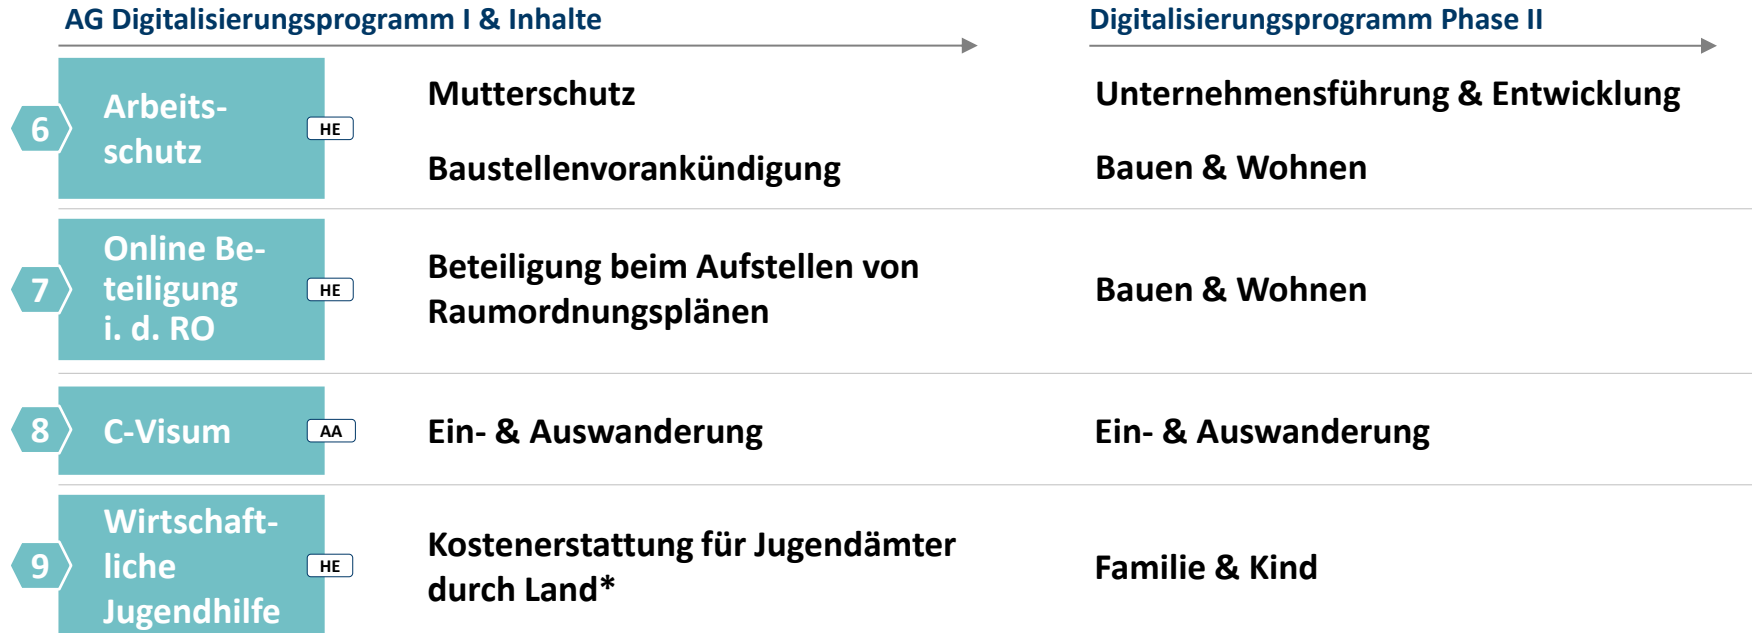 AG Digitalisierungsprogramm I & Inhalte
Digitalisierungsprogramm Phase II
6
Arbeits-
schutz
HE
Mutterschutz
Unternehmensführung & Entwicklung
Baustellenvorankündigung
Bauen & Wohnen
7
Online Be-
teiligung
i. d. RO
HE
Beteiligung beim Aufstellen von
Raumordnungsplänen
Bauen & Wohnen
8
C-Visum
AA
Ein- & Auswanderung
Ein- & Auswanderung
9
Wirtschaft-
liche
Jugendhilfe
HE
Kostenerstattung für Jugendämter
durch Land*
Familie & Kind